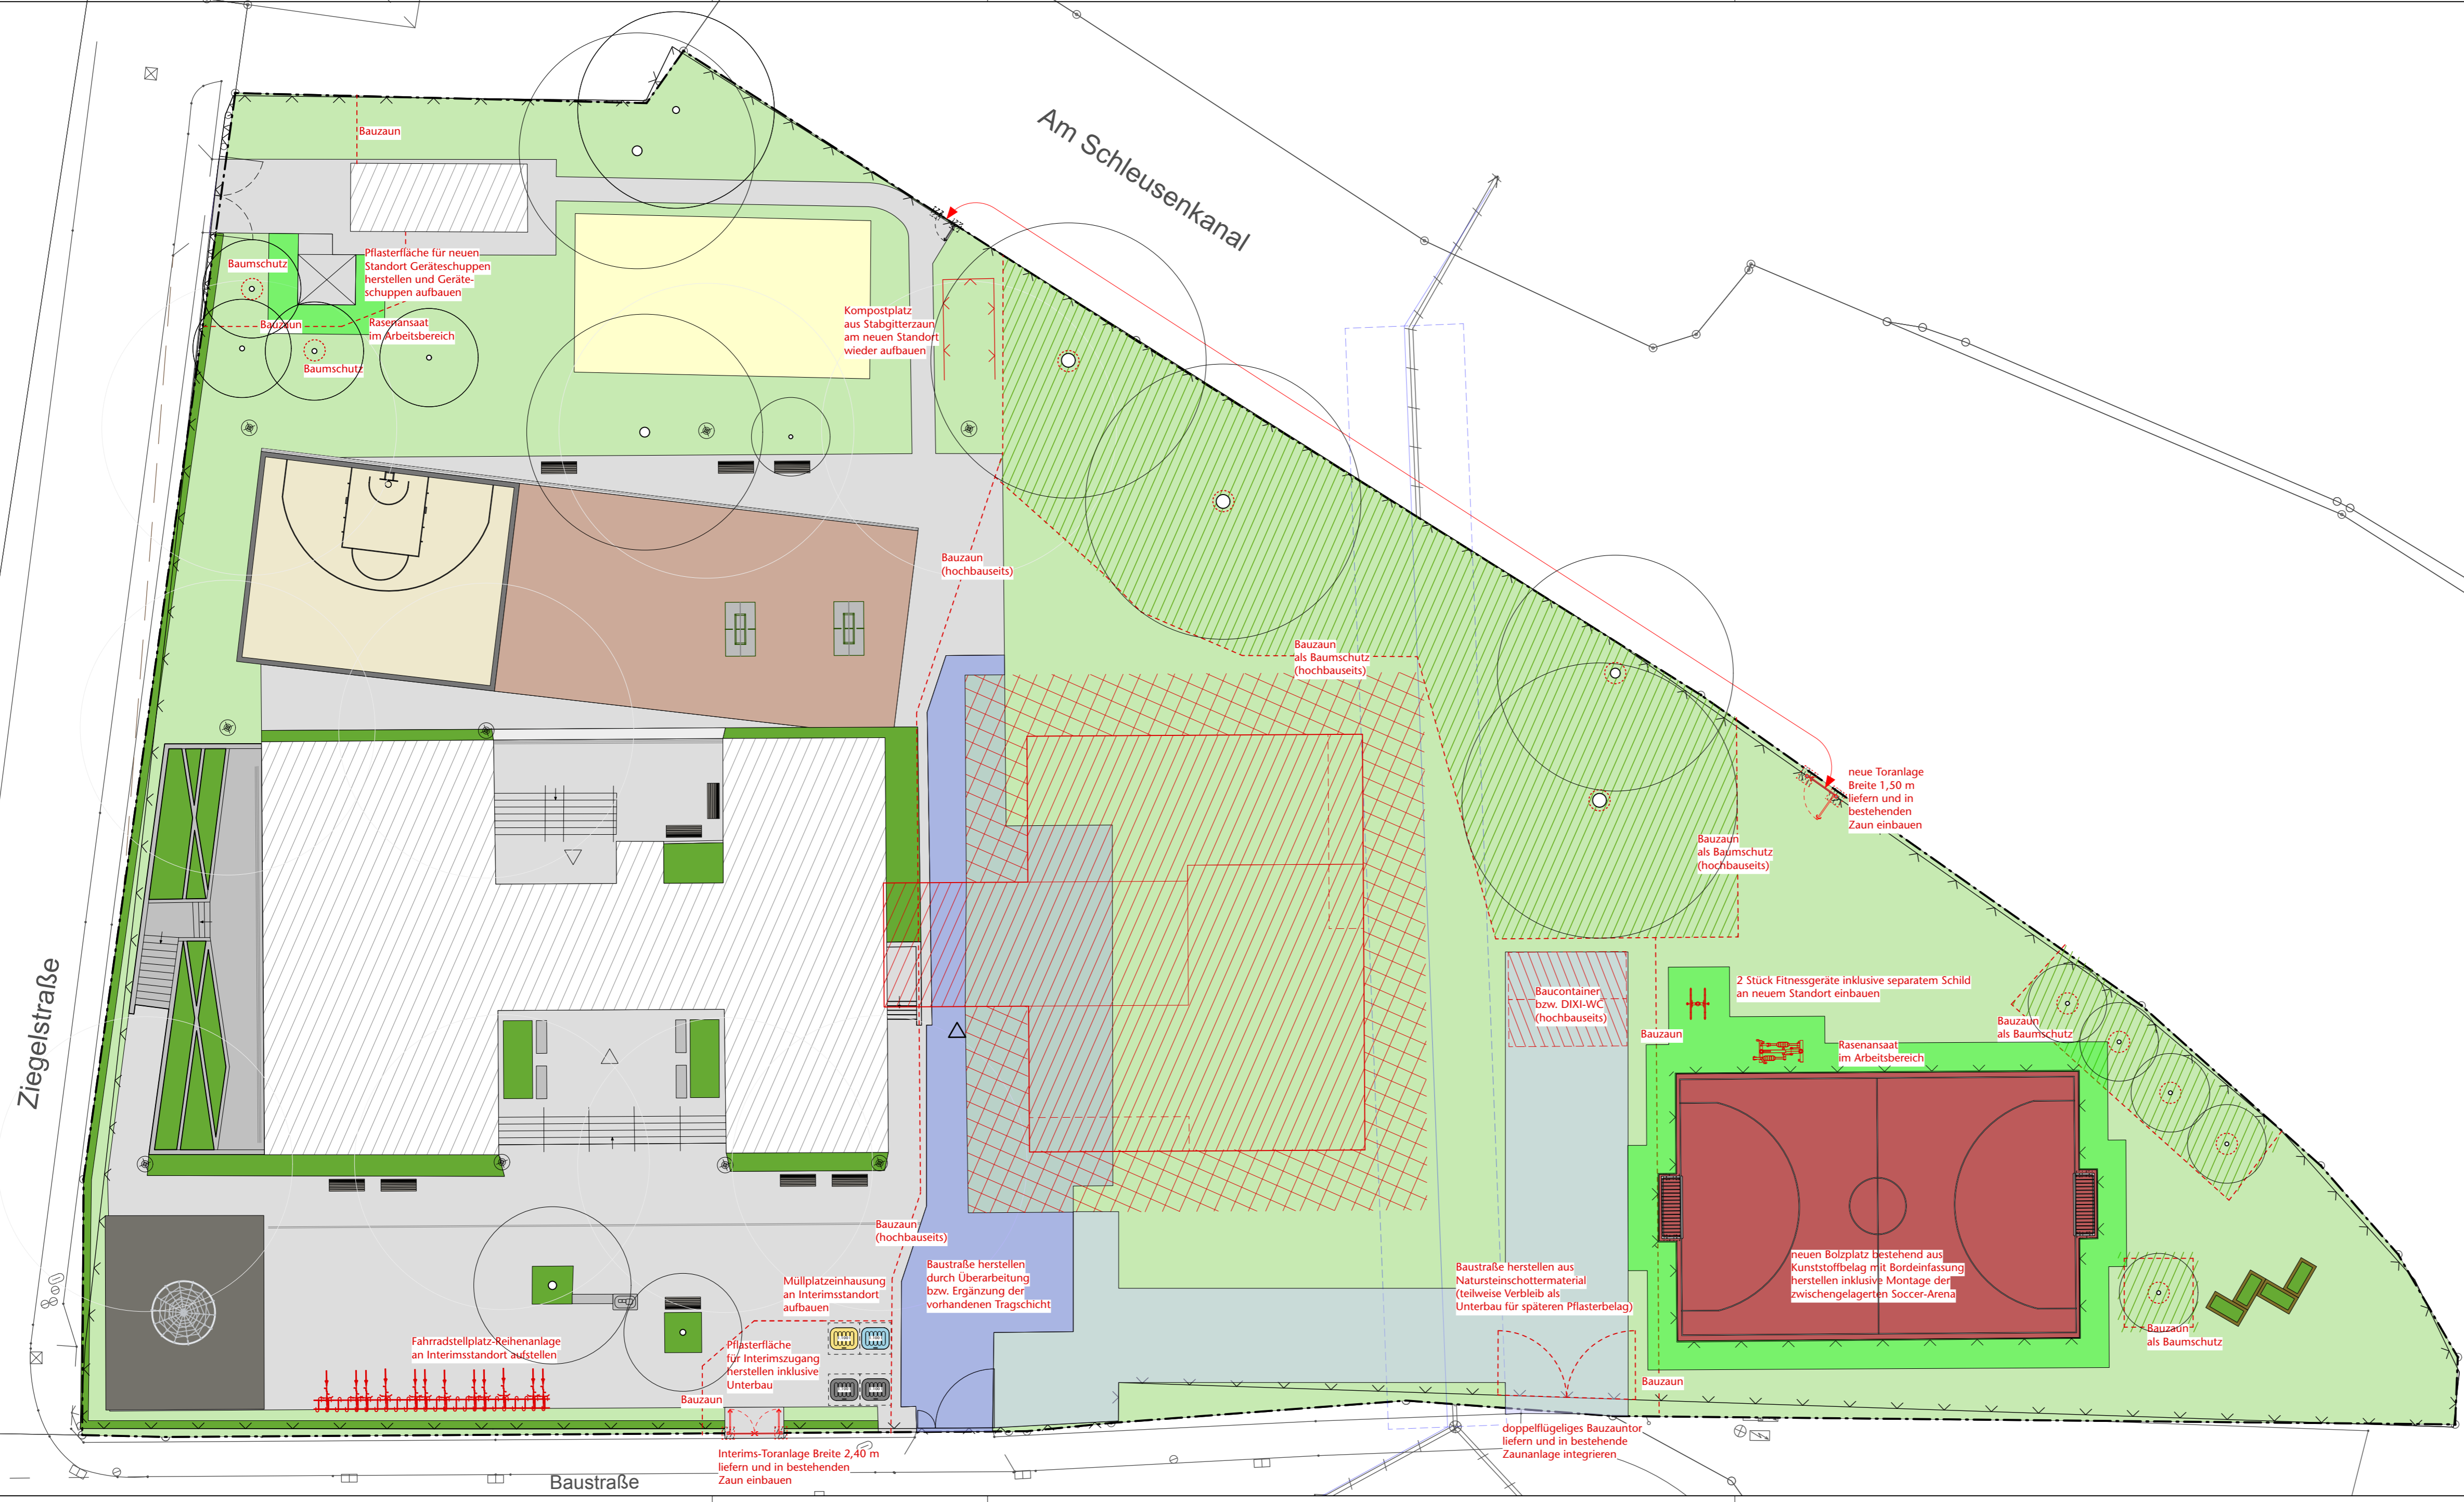 Am Schleusenkanal
Bauzaun
Pflasterfläche für neuen
Standort Geräteschuppen
herstellen und Geräte-
schuppen aufbauen
Baumschutz
Bauzaun
Rasenansaat
im Arbeitsbereich
Baumschutz
Kompostplatz
aus Stabgitterzaun
am neuen Standort
wieder aufbauen
Bauzaun
(hochbauseits)
Bauzaun
als Baumschutz
(hochbauseits)
neue Toranlage
Breite 1,50 m
liefern und in
bestehenden
Zaun einbauen
Bauzaun
als Baumschutz
(hochbauseits)
Ziegelstraße
2 Stück Fitnessgeräte inklusive separatem Schild
an neuem Standort einbauen
Baucontainer
bzw. DIXI-WC
(hochbauseits)
Bauzaun
Rasenansaat
im Arbeitsbereich
Bauzaun
als Baumschutz
Bauzaun
(hochbauseits)
Baustraße herstellen
durch Überarbeitung
bzw. Ergänzung der
vorhandenen Tragschicht
Baustraße herstellen aus
Natursteinschottermaterial
(teilweise Verbleib als
Unterbau für späteren Pflasterbelag)
neuen Bolzplatz bestehend aus
Kunststoffbelag mit Bordeinfassung
herstellen inklusive Montage der
zwischengelagerten Soccer-Arena
Müllplatzeinhausung
an Interimsstandort
aufbauen
Bauzaun
als Baumschutz
Fahrradstellplatz-Reihenanlage
an Interimsstandort aufstellen
Pflasterfläche
für Interimszugang
herstellen inklusive
Unterbau
Bauzaun
Bauzaun
Interims-Toranlage Breite 2,40 m
liefern und in bestehenden
Zaun einbauen
doppelflügeliges Bauzauntor
liefern und in bestehende
Zaunanlage integrieren
Baustraße